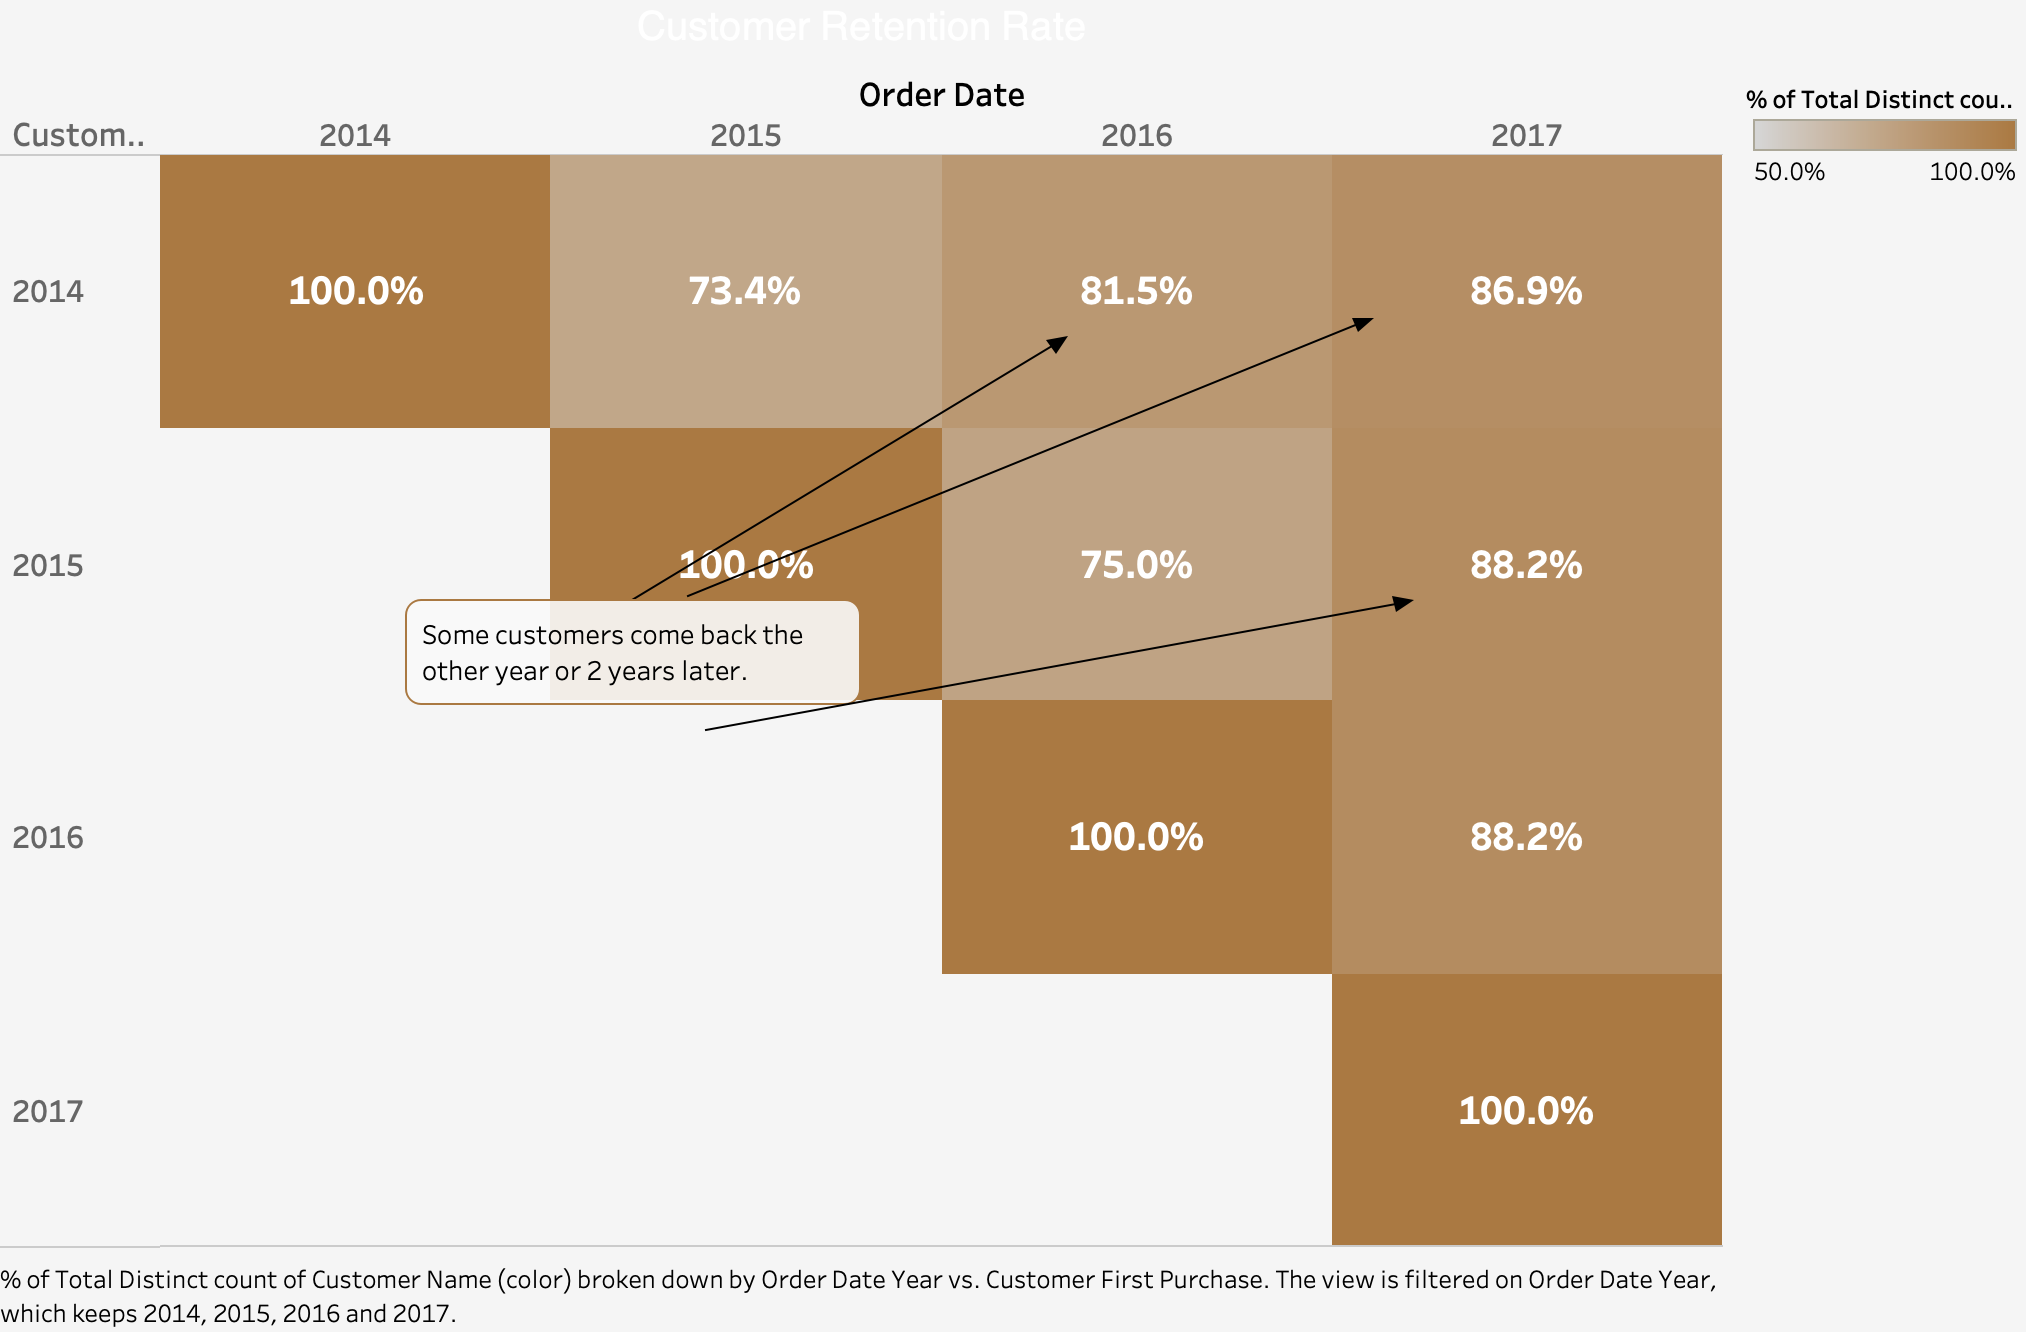 Customer Retention Rate
Order Date
Custom.. 2014 2015 2016 2017
% of Total Distinct cou..
50.0% 100.0%
2014 100.0% 73.4% 81.5% 86.9%
2015 100.0% 75.0% 88.2%
Some customers come back the
other year or 2 years later.
2016 100.0% 88.2%
2017 100.0%
% of Total Distinct count of Customer Name (color) broken down by Order Date Year vs. Customer First Purchase. The view is filtered on Order Date Year,
which keeps 2014, 2015, 2016 and 2017.